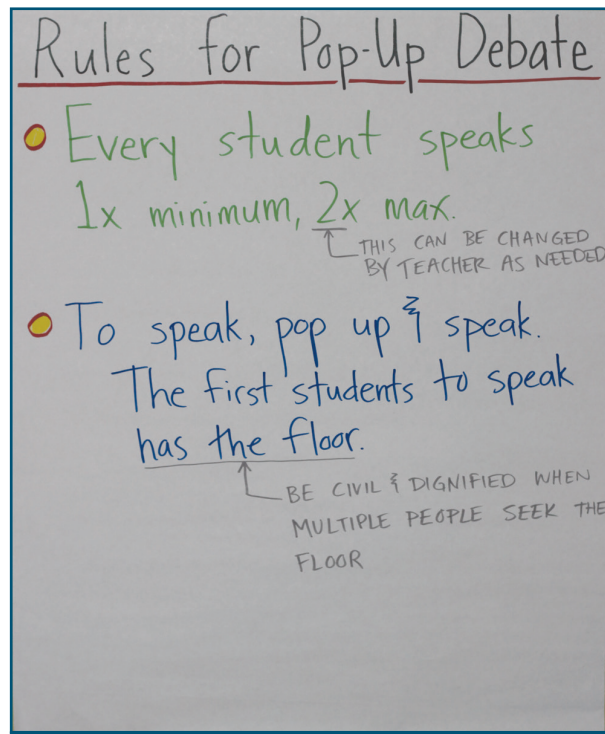 Rules for Pop-Up Debate
Every student speaks
1x minimum, 2x max.
THIS CAN BE CHANGED
BY TEACHER AS NEEDED
To speak, pop up & speak.
The first students to speak
has the floor.
BE CIVIL & DIGNIFIED WHEN
MULTIPLE PEOPLE SEEK THE
FLOOR